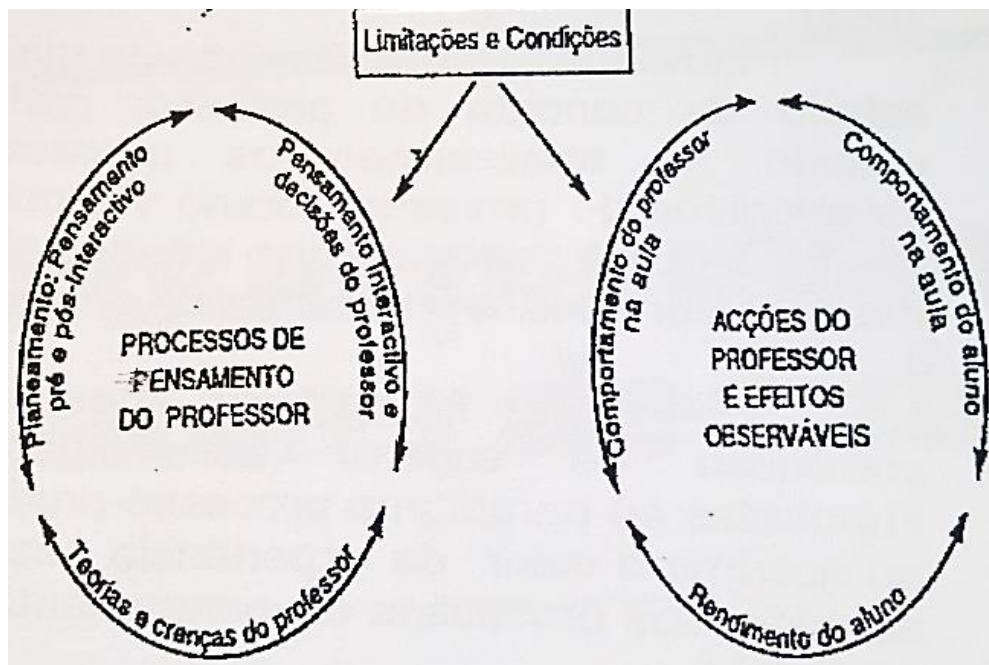 Limitações e Condições
Planeamento: Pensamento
pré e pós-interactivo
Pensamento interactivo e
decisões do professor
PROCESSOS DE
PENSAMENTO
DO PROFESSOR
Teorias e crenças do professor
Comportamento do professor
na aula
Comportamento do aluno
na aula
ACÇÕES DO
PROFESSOR
E EFEITOS
OBSERVÁVEIS
Rendimento do aluno